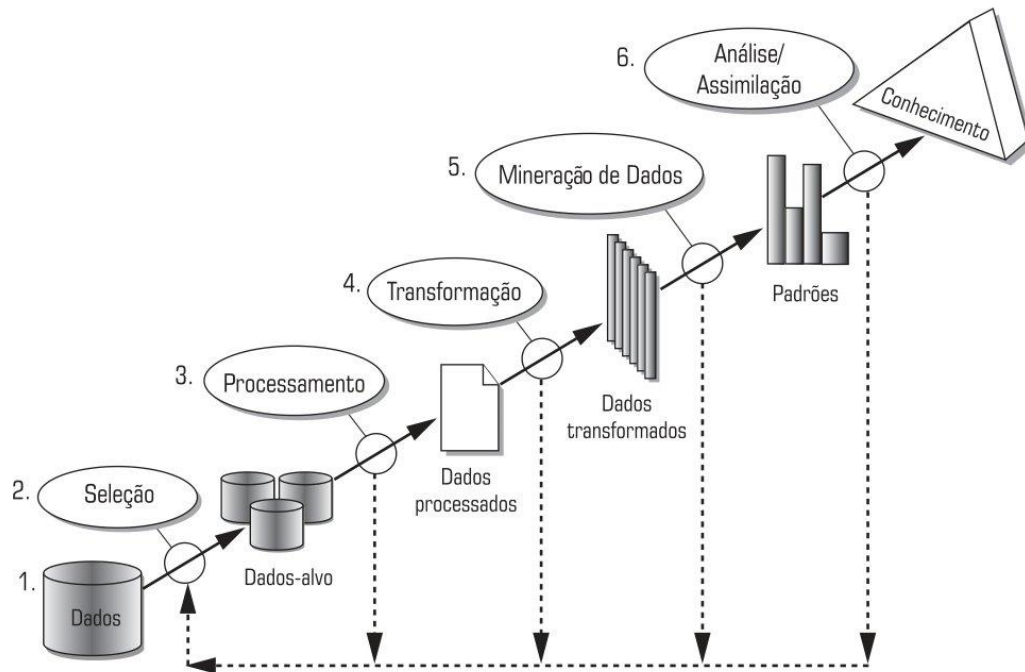 1.
Dados
2.
Seleção
Dados-alvo
3.
Processamento
Dados
processados
4.
Transformação
Dados
transformados
5.
Mineração de Dados
Padrões
6.
Análise/
Assimilação
Conhecimento